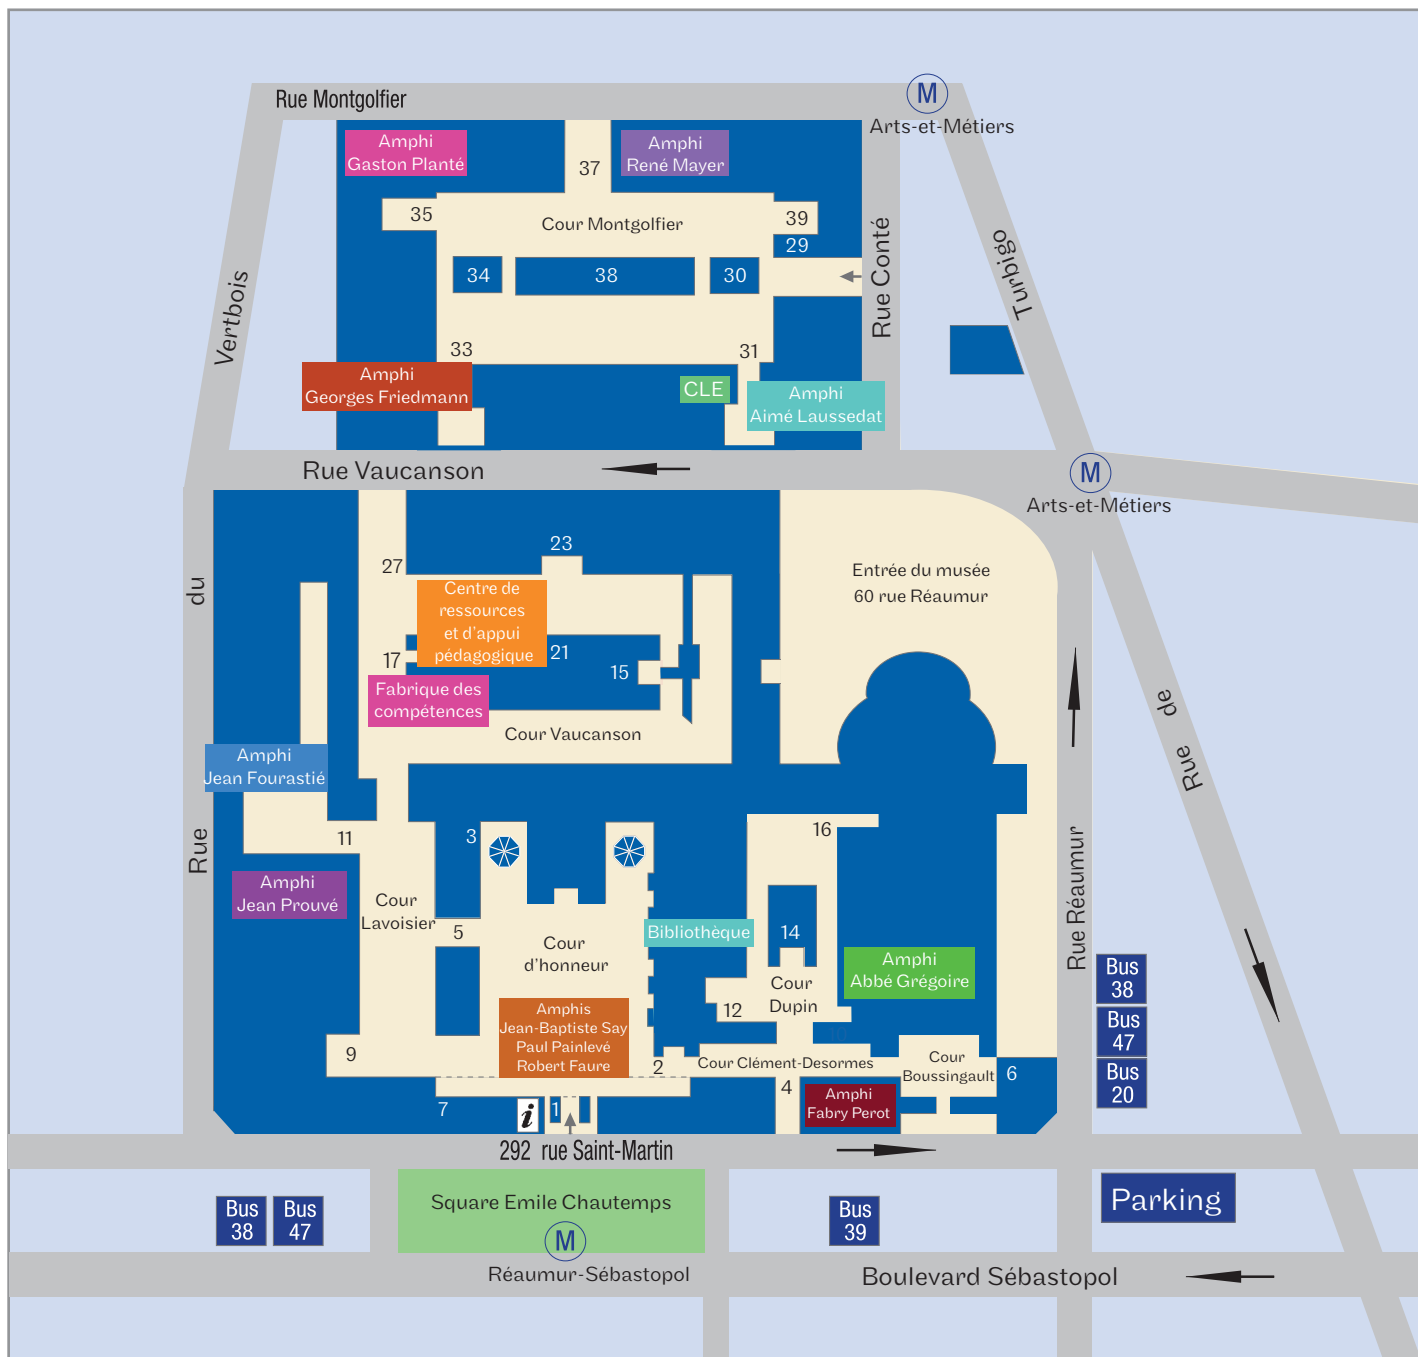 Rue Montgolfier
M
Arts-et-Métiers
Amphi
Gaston Planté
37
Amphi
René Mayer
35
Cour Montgolfier
39
29
34
38
30
Rue Conté
Turbigo
Vertbois
33
31
Amphi
Georges Friedmann
CLE
Amphi
Aimé Laussedat
Rue Vaucanson
M
Arts-et-Métiers
23
27
Entrée du musée
60 rue Réaumur
du
Centre de
ressources
et d'appui
pédagogique
21
17
15
Fabrique des
compétences
Cour Vaucanson
de
Rue
Amphi
Jean Fourastié
11
3
16
Rue
Rue Réaumur
Amphi
Jean Prouvé
Cour
Lavoisier
5
Cour
d'honneur
Bibliothèque
14
Amphi
Abbé Grégoire
Cour
Dupin
12
10
Bus
38
Bus
47
Bus
20
Amphis
Jean-Baptiste Say
Paul Painlevé
Robert Faure
9
2
Cour Clément-Desormes
Cour
Boussingault
6
4
Amphi
Fabry Perot
7
i
1
292 rue Saint-Martin
Bus
38
Bus
47
Square Emile Chautemps
M
Réaumur-Sébastopol
Bus
39
Parking
Boulevard Sébastopol